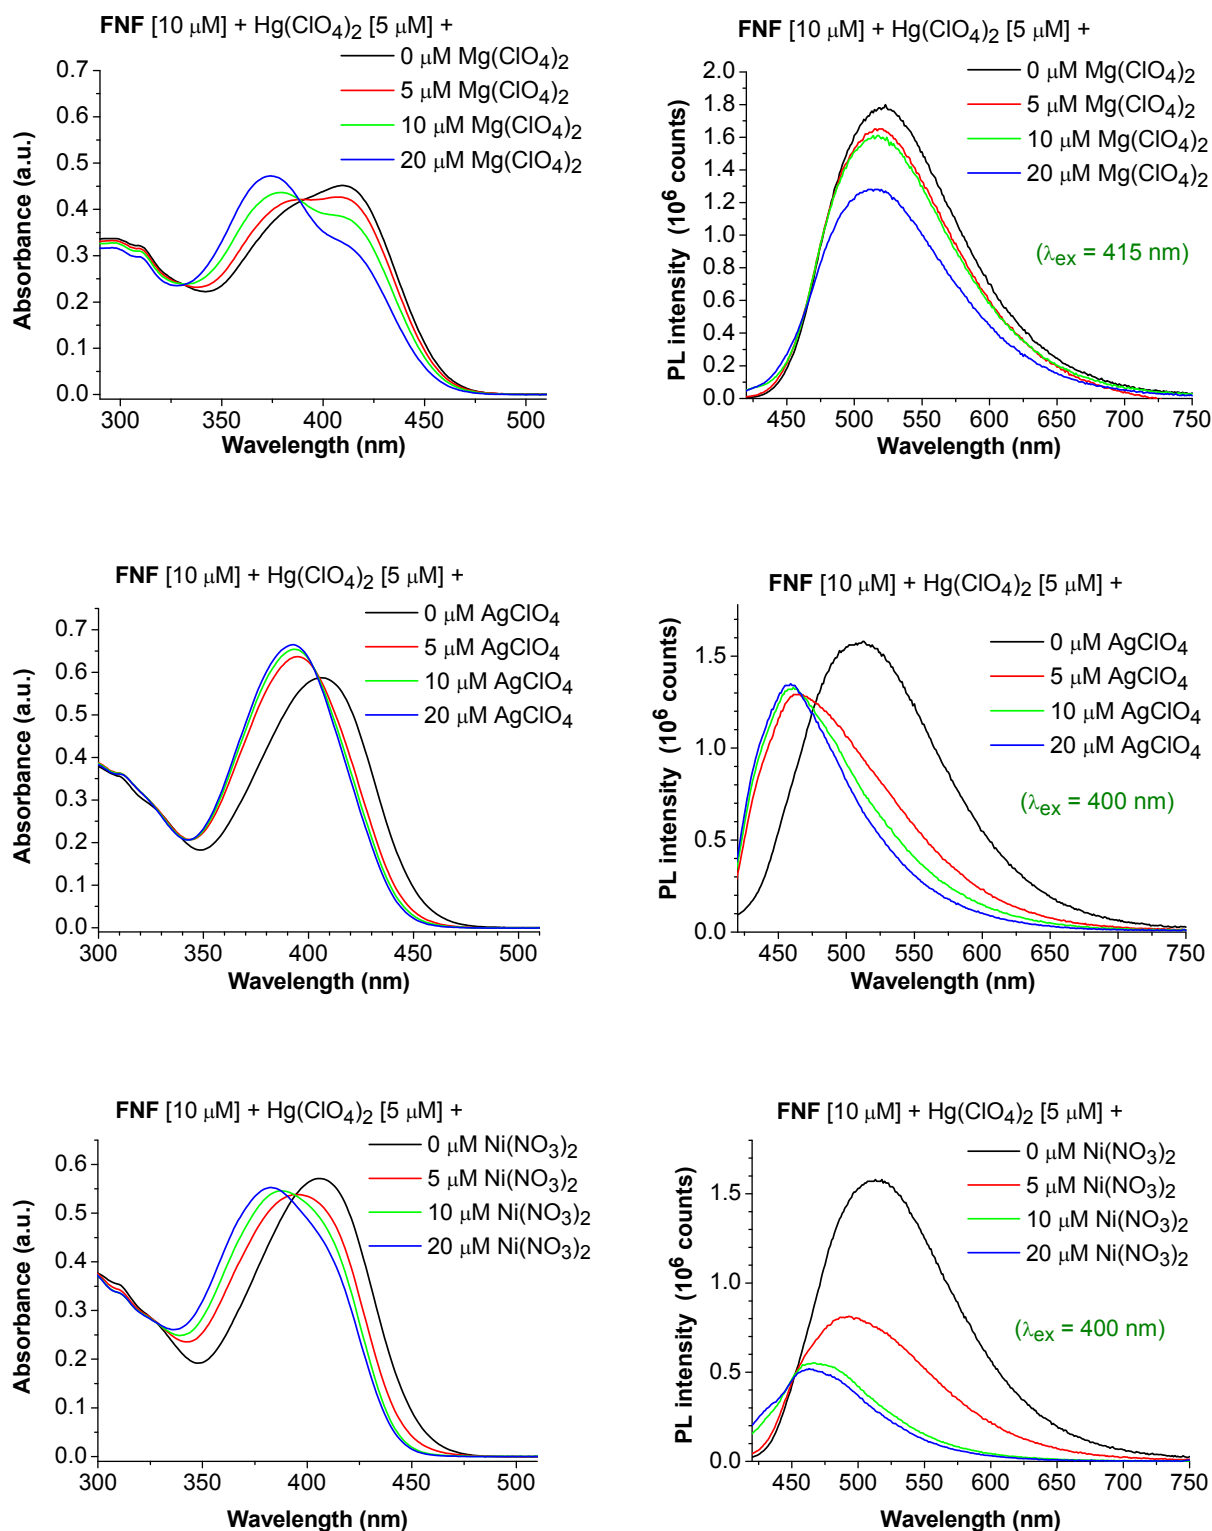 FNF [10 μM] + Hg(ClO4)2 [5 μM] +
0 μM Mg(ClO4)2
5 μM Mg(ClO4)2
10 μM Mg(ClO4)2
20 μM Mg(ClO4)2
0.7
0.6
0.5
0.4
0.3
0.2
0.1
0.0
Absorbance (a.u.)
300 350 400 450 500
Wavelength (nm)
FNF [10 μM] + Hg(ClO4)2 [5 μM] +
0 μM Mg(ClO4)2
5 μM Mg(ClO4)2
10 μM Mg(ClO4)2
20 μM Mg(ClO4)2
(λex = 415 nm)
2.0
1.8
1.6
1.4
1.2
1.0
0.8
0.6
0.4
0.2
0.0
PL intensity (10^6 counts)
450 500 550 600 650 700 750
Wavelength (nm)
FNF [10 μM] + Hg(ClO4)2 [5 μM] +
0 μM AgClO4
5 μM AgClO4
10 μM AgClO4
20 μM AgClO4
0.7
0.6
0.5
0.4
0.3
0.2
0.1
0.0
Absorbance (a.u.)
300 350 400 450 500
Wavelength (nm)
FNF [10 μM] + Hg(ClO4)2 [5 μM] +
0 μM AgClO4
5 μM AgClO4
10 μM AgClO4
20 μM AgClO4
(λex = 400 nm)
1.5
1.0
0.5
0.0
PL intensity (10^6 counts)
450 500 550 600 650 700 750
Wavelength (nm)
FNF [10 μM] + Hg(ClO4)2 [5 μM] +
0 μM Ni(NO3)2
5 μM Ni(NO3)2
10 μM Ni(NO3)2
20 μM Ni(NO3)2
0.6
0.5
0.4
0.3
0.2
0.1
0.0
Absorbance (a.u.)
300 350 400 450 500
Wavelength (nm)
FNF [10 μM] + Hg(ClO4)2 [5 μM] +
0 μM Ni(NO3)2
5 μM Ni(NO3)2
10 μM Ni(NO3)2
20 μM Ni(NO3)2
(λex = 400 nm)
1.5
1.0
0.5
0.0
PL intensity (10^6 counts)
450 500 550 600 650 700 750
Wavelength (nm)